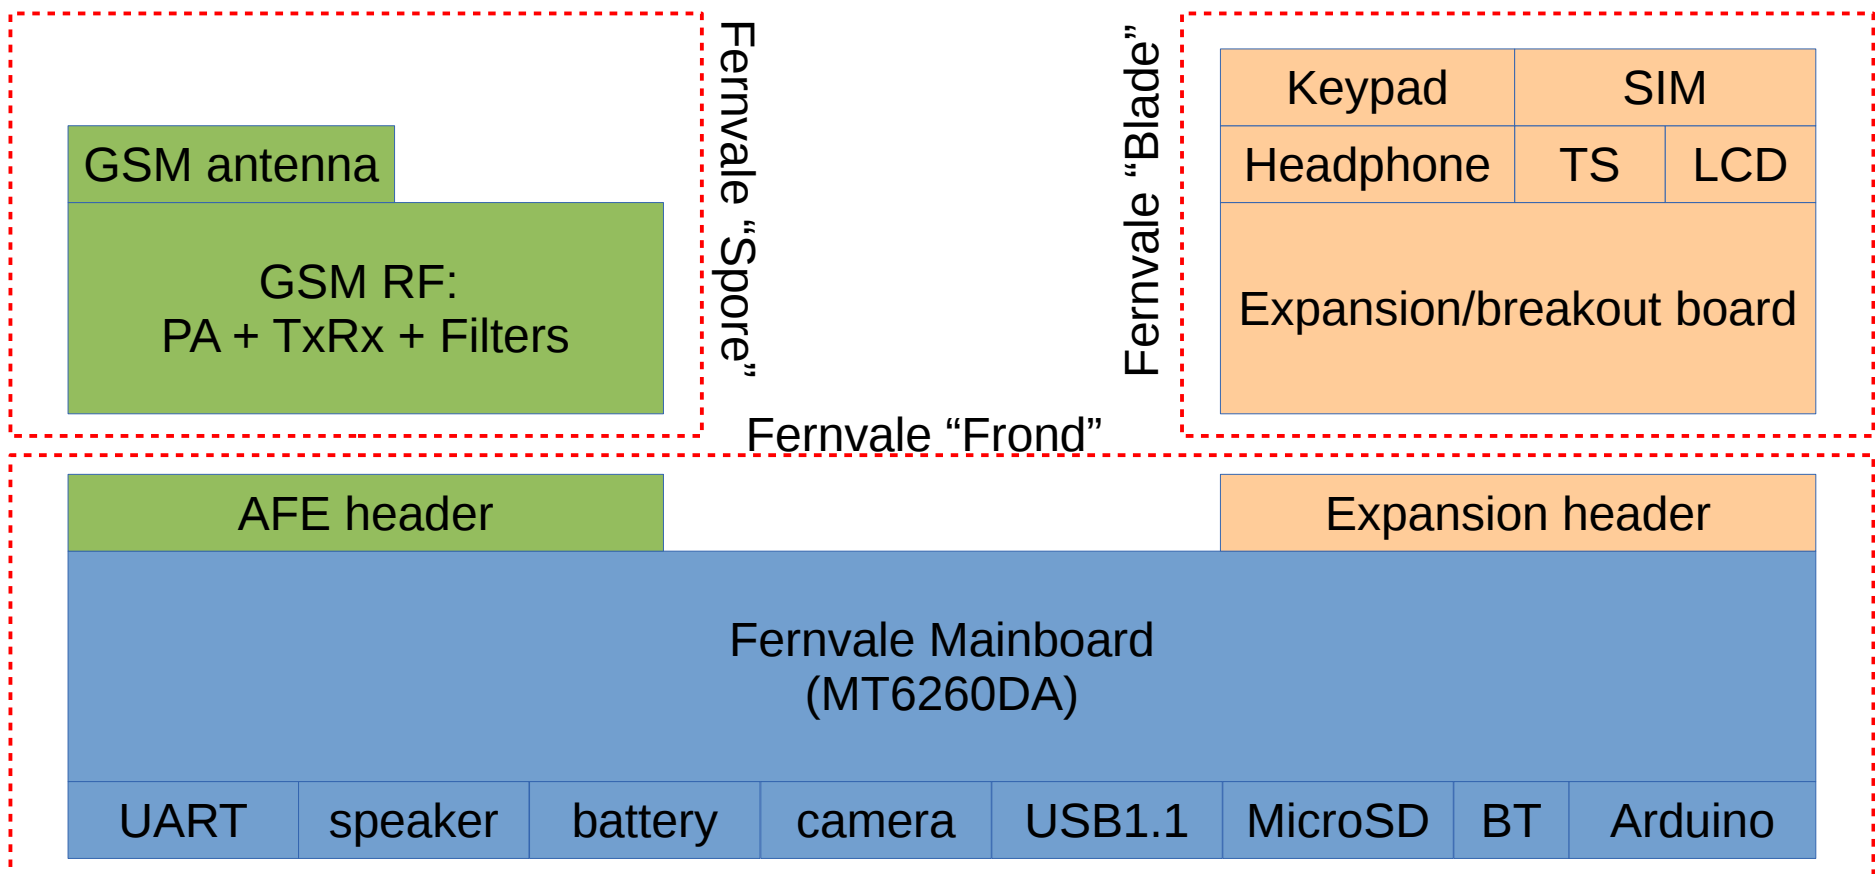 Fernvale “Spore”
GSM antenna
GSM RF:
PA + TxRx + Filters
Fernvale “Blade”
Keypad
SIM
Headphone
TS
LCD
Expansion/breakout board
Fernvale “Frond”
AFE header
Expansion header
Fernvale Mainboard
(MT6260DA)
UART
speaker
battery
camera
USB1.1
MicroSD
BT
Arduino